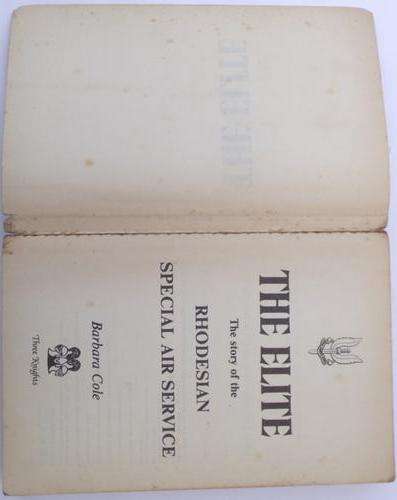 THE ELITE
The story of the
RHODESIAN
SPECIAL AIR SERVICE
Barbara Cole
Three Knights